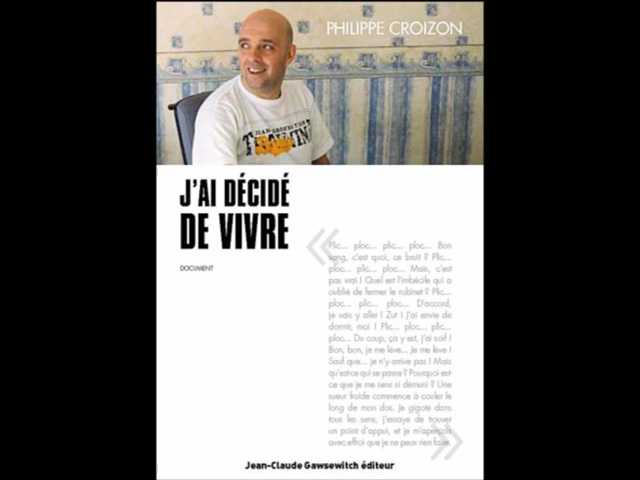 PHILIPPE CROIZON
TRAINING
J'AI DÉCIDÉ
DE VIVRE
DOCUMENT
«
Plic... ploc... plic... ploc... Bon
sang, c'est quoi, ce bruit ? Plic...
ploc... plic... ploc... Mais, c'est
pas vrai ! Quel est l'imbécile qui a
oublié de fermer le robinet ? Plic...
ploc... plic... ploc... D'accord,
je vais y aller ! Zut ! J'ai envie de
dormir, moi ! Plic... ploc... plic...
ploc... Du coup, ça y est, j'ai soif !
Bon, bon, je me lève... Je me lève !
Sauf que... je n'y arrive pas ! Mais
qu'est-ce qui se passe ? Pourquoi est-
ce que je me sens si démuni ? Une
sueur froide commence à couler le
long de mon dos. Je gigote dans
tous les sens, j'essaye de trouver
un point d'appui, et je m'aperçois
avec effroi que je ne peux rien faire.
»
Jean-Claude Gawsewitch éditeur